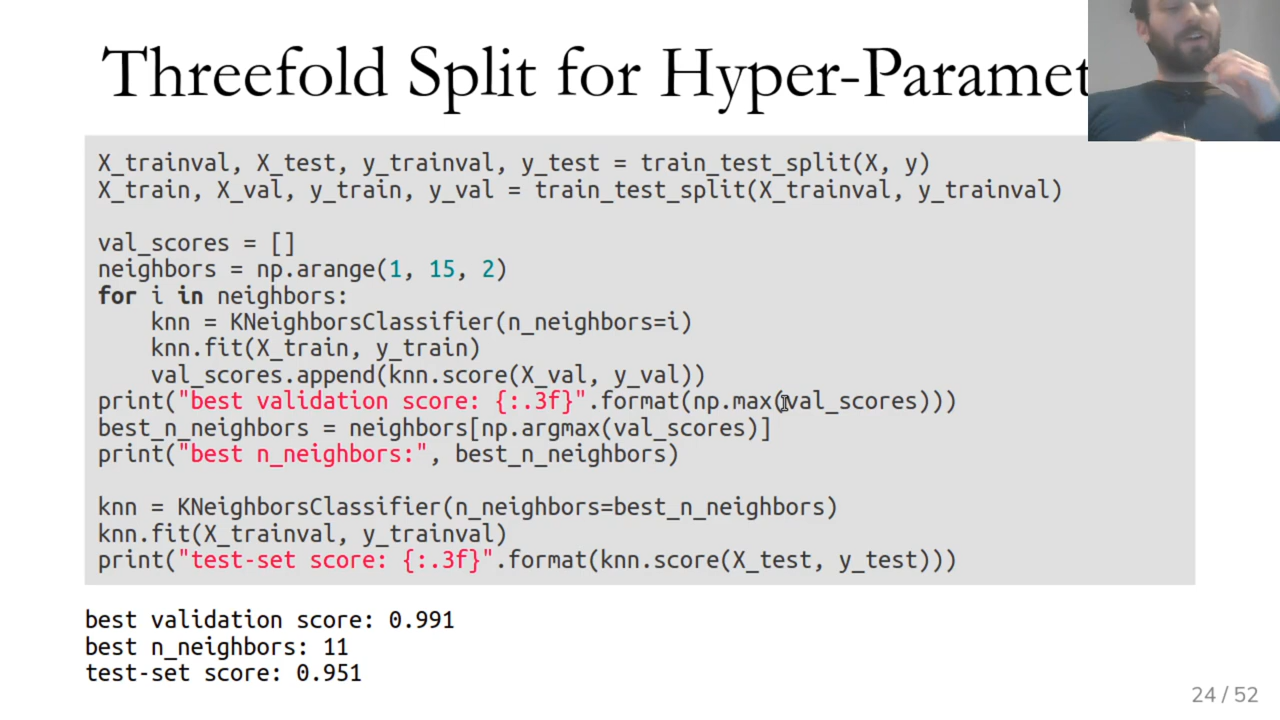 Threefold Split for Hyper-Paramet
X_trainval, X_test, y_trainval, y_test = train_test_split(X, y)
X_train, X_val, y_train, y_val = train_test_split(X_trainval, y_trainval)
val_scores = []
neighbors = np.arange(1, 15, 2)
for i in neighbors:
    knn = KNeighborsClassifier(n_neighbors=i)
    knn.fit(X_train, y_train)
    val_scores.append(knn.score(X_val, y_val))
print("best validation score: {:.3f}".format(np.max(val_scores)))
best_n_neighbors = neighbors[np.argmax(val_scores)]
print("best n_neighbors:", best_n_neighbors)
knn = KNeighborsClassifier(n_neighbors=best_n_neighbors)
knn.fit(X_trainval, y_trainval)
print("test-set score: {:.3f}".format(knn.score(X_test, y_test)))
best validation score: 0.991
best n_neighbors: 11
test-set score: 0.951
24 / 52